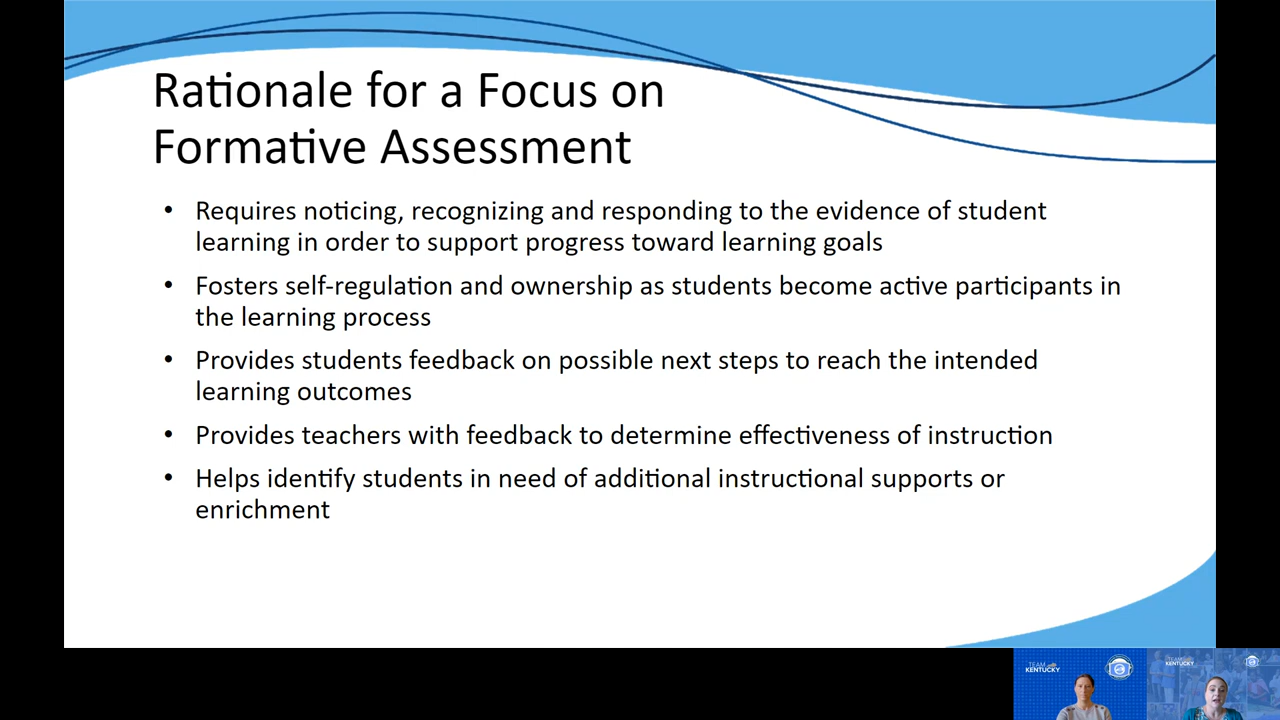 Rationale for a Focus on
Formative Assessment
• Requires noticing, recognizing and responding to the evidence of student
learning in order to support progress toward learning goals
• Fosters self-regulation and ownership as students become active participants in
the learning process
• Provides students feedback on possible next steps to reach the intended
learning outcomes
• Provides teachers with feedback to determine effectiveness of instruction
• Helps identify students in need of additional instructional supports or
enrichment
TEAM
KENTUCKY
TEAM
KENTUCKY